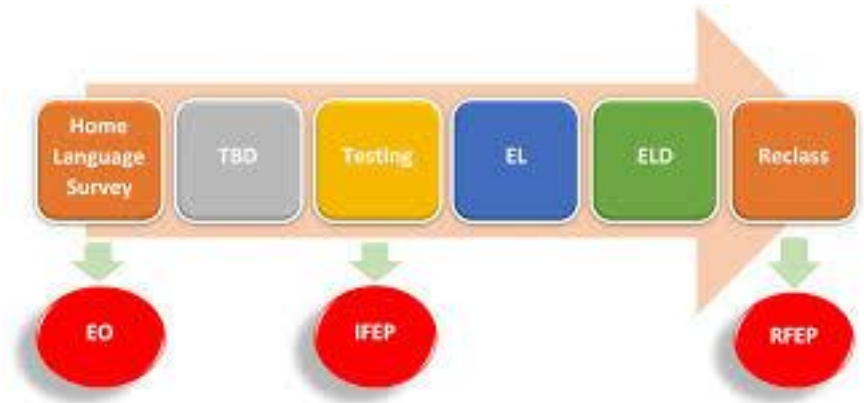 Home
Language
Survey
TBD
Testing
EL
ELD
Reclass
EO
IFEP
RFEP